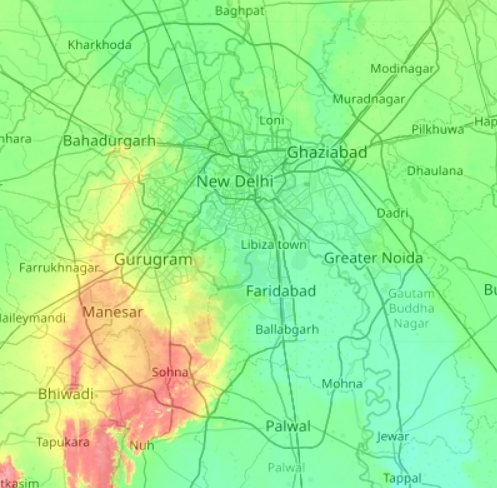 Baghpat
Kharkhoda
Modinagar
Muradnagar
Loni
Hap
Pilkhuwa
nhara
Bahadurgarh
Ghaziabad
Dhaulana
New Delhi
Dadri
Libiza town
Gurugram
Greater Noida
Farrukhnagar
Faridabad
Gautam
Buddha
Nagar
Bu
Haileymandi
Manesar
Ballabgarh
Sohna
Mohna
Bhiwadi
Palwal
Tapukara
Nuh
Jewar
Palwal
Tappal
tkasim